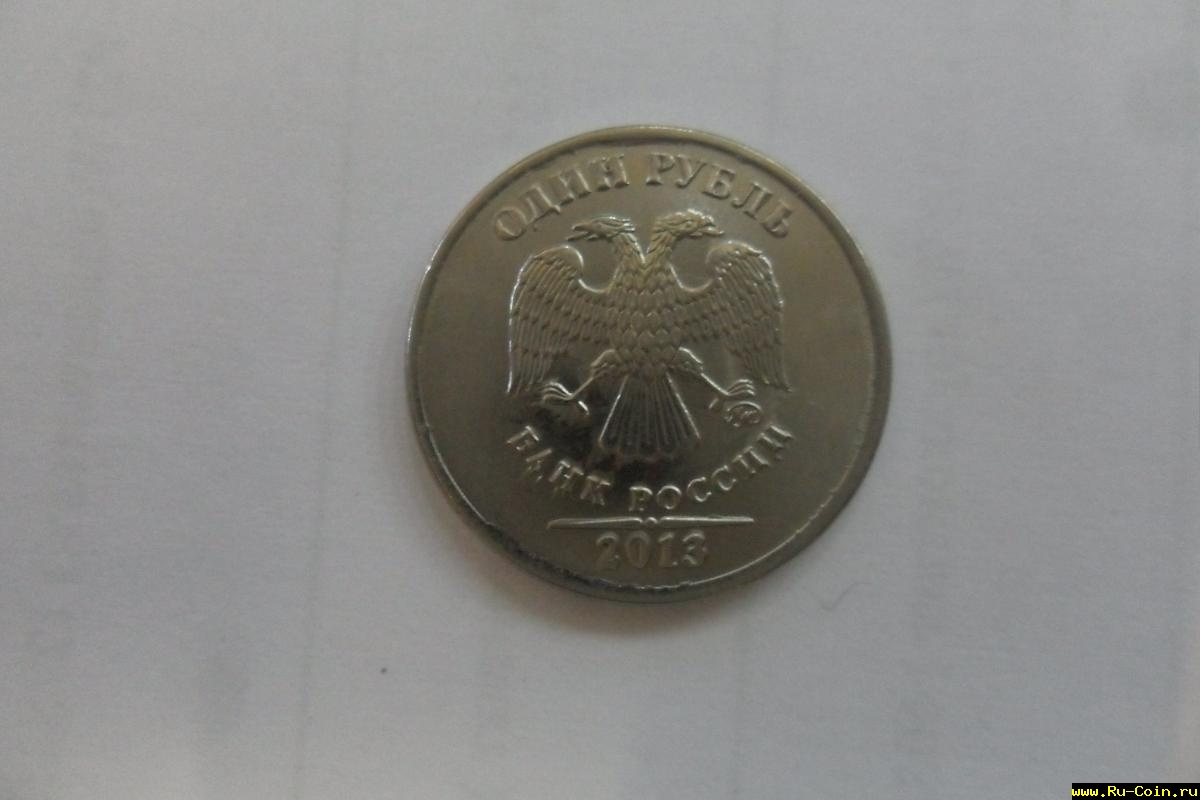 ОДИН РУБЛЬ
БАНК РОССИИ
2013
www.Ru-Coin.ru